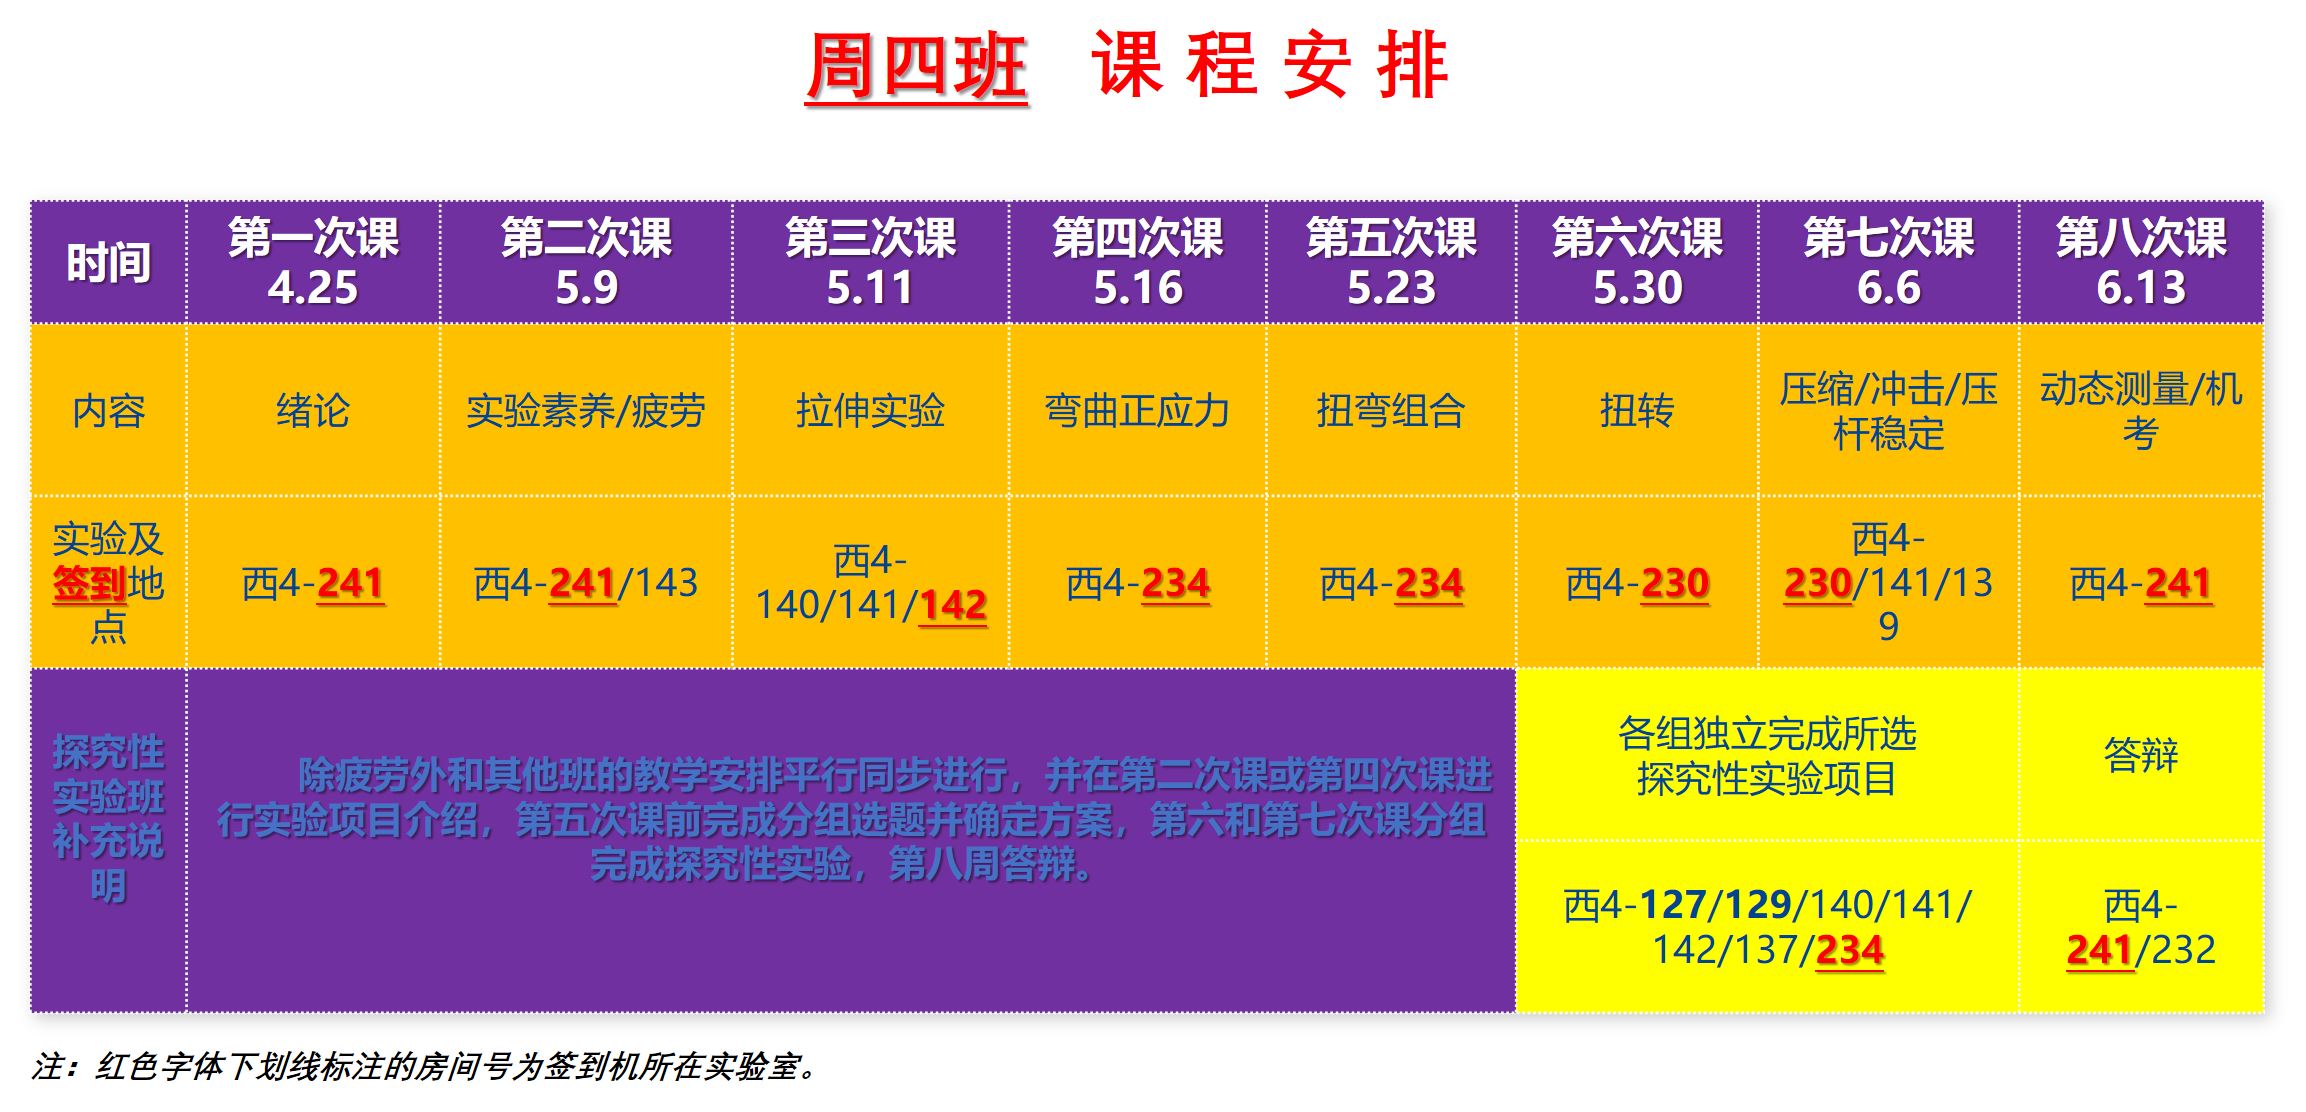 周四班 课程安排
时间
第一次课
4.25
第二次课
5.9
第三次课
5.11
第四次课
5.16
第五次课
5.23
第六次课
5.30
第七次课
6.6
第八次课
6.13
内容
绪论
实验素养/疲劳
拉伸实验
弯曲正应力
扭弯组合
扭转
压缩/冲击/压
杆稳定
动态测量/机
考
实验及
签到地
点
西4-241
西4-241/143
西4-
140/141/142
西4-234
西4-234
西4-230
西4-
230/141/13
9
西4-241
探究性
实验班
补充说
明
除疲劳外和其他班的教学安排平行同步进行，并在第二次课或第四次课进
行实验项目介绍，第五次课前完成分组选题并确定方案，第六和第七次课分组
完成探究性实验，第八周答辩。
各组独立完成所选
探究性实验项目
答辩
西4-127/129/140/141/
142/137/234
西4-
241/232
注：红色字体下划线标注的房间号为签到机所在实验室。